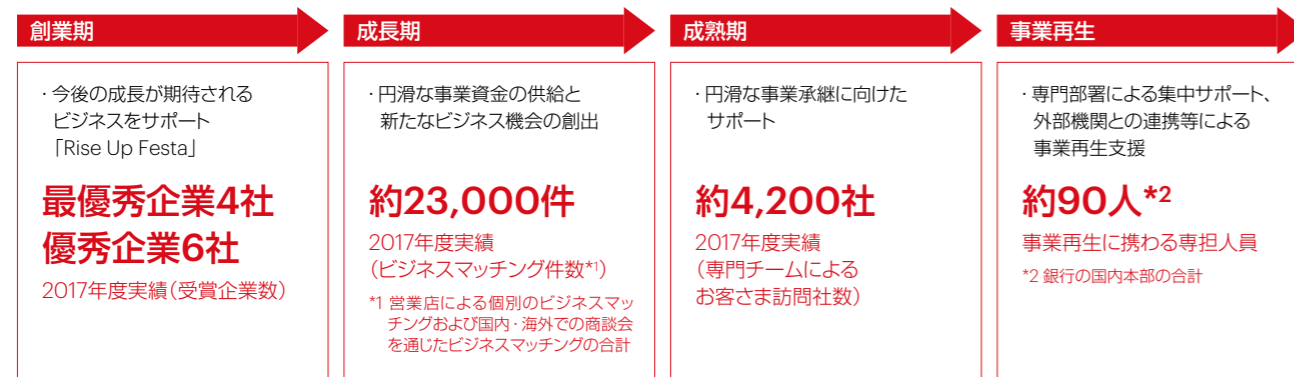 創業期
・今後の成長が期待される
ビジネスをサポート
「Rise Up Festa」
最優秀企業4社
優秀企業6社
2017年度実績（受賞企業数）
成長期
・円滑な事業資金の供給と
新たなビジネス機会の創出
約23,000件
2017年度実績
（ビジネスマッチング件数*1）
*1 営業店による個別のビジネスマッ
チングおよび国内・海外での商談会
を通じたビジネスマッチングの合計
成熟期
・円滑な事業承継に向けた
サポート
約4,200社
2017年度実績
（専門チームによる
お客さま訪問社数）
事業再生
・専門部署による集中サポート、
外部機関との連携等による
事業再生支援
約90人*2
事業再生に携わる専担人員
*2 銀行の国内本部の合計